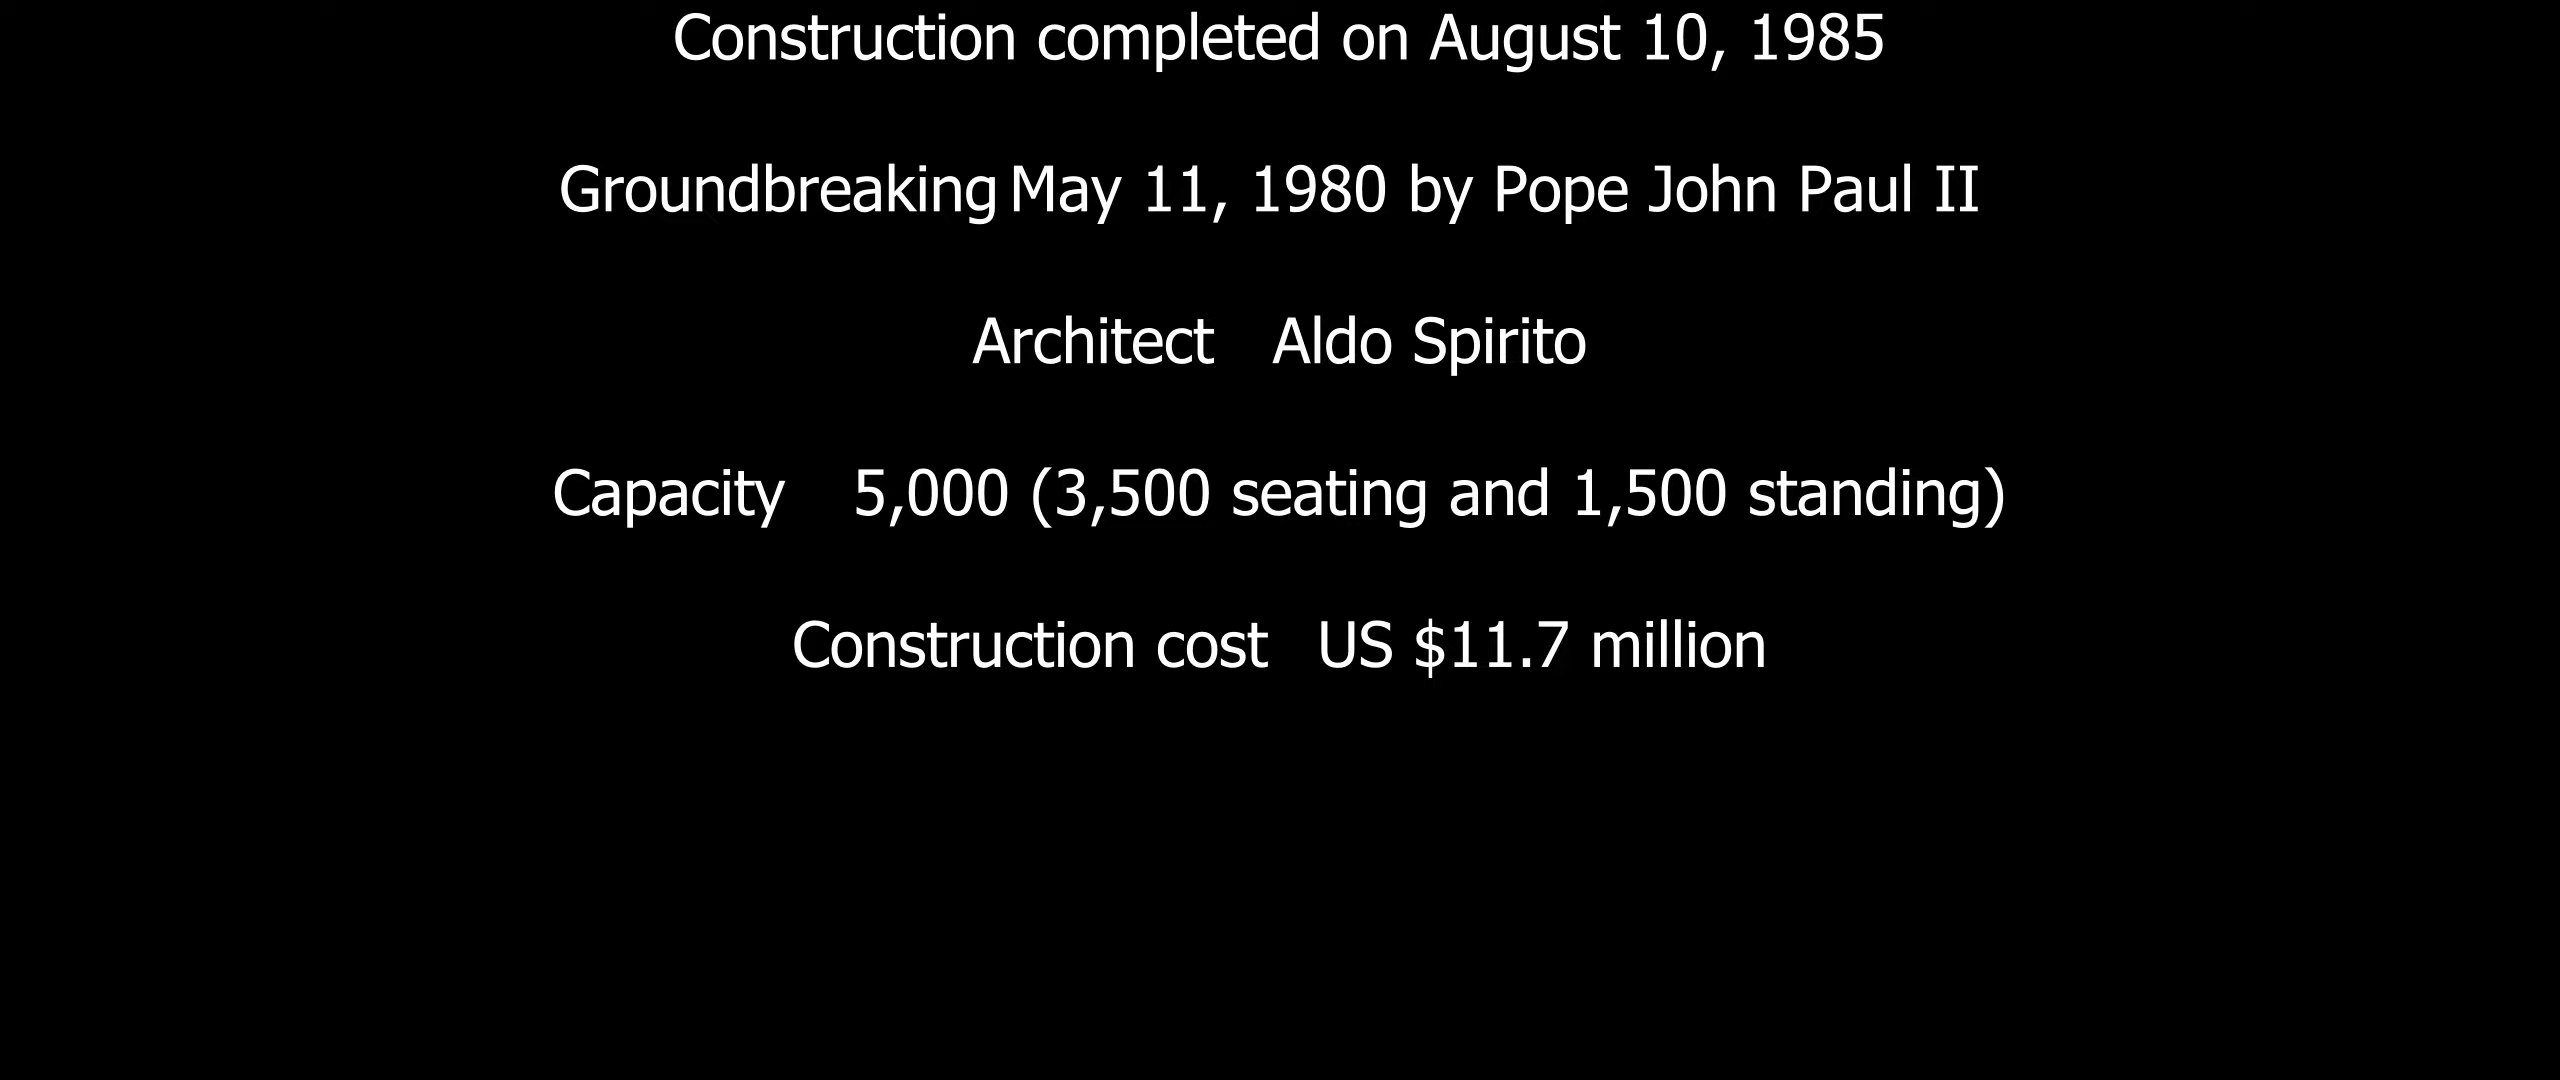 Construction completed on August 10, 1985
Groundbreaking May 11, 1980 by Pope John Paul II
Architect Aldo Spirito
Capacity 5,000 (3,500 seating and 1,500 standing)
Construction cost US $11.7 million